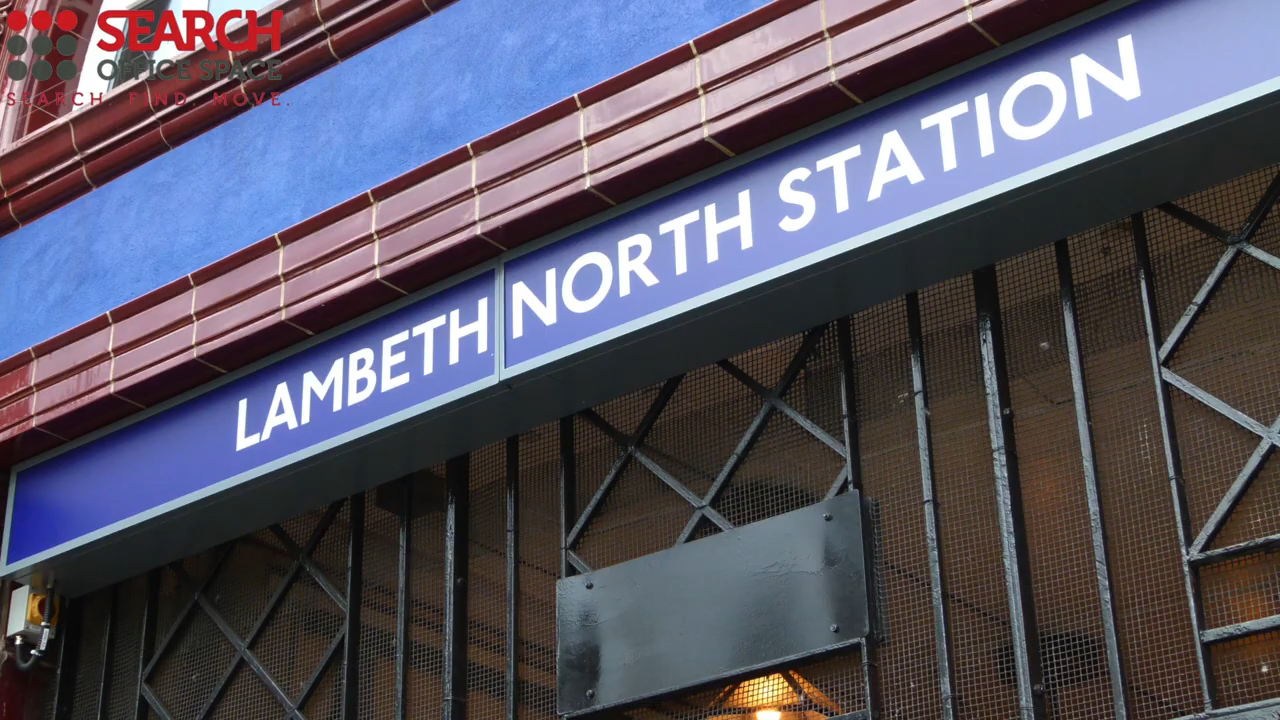 SEARCH
OFFICE SPACE
SEARCH. FIND. MOVE.
LAMBETH NORTH STATION